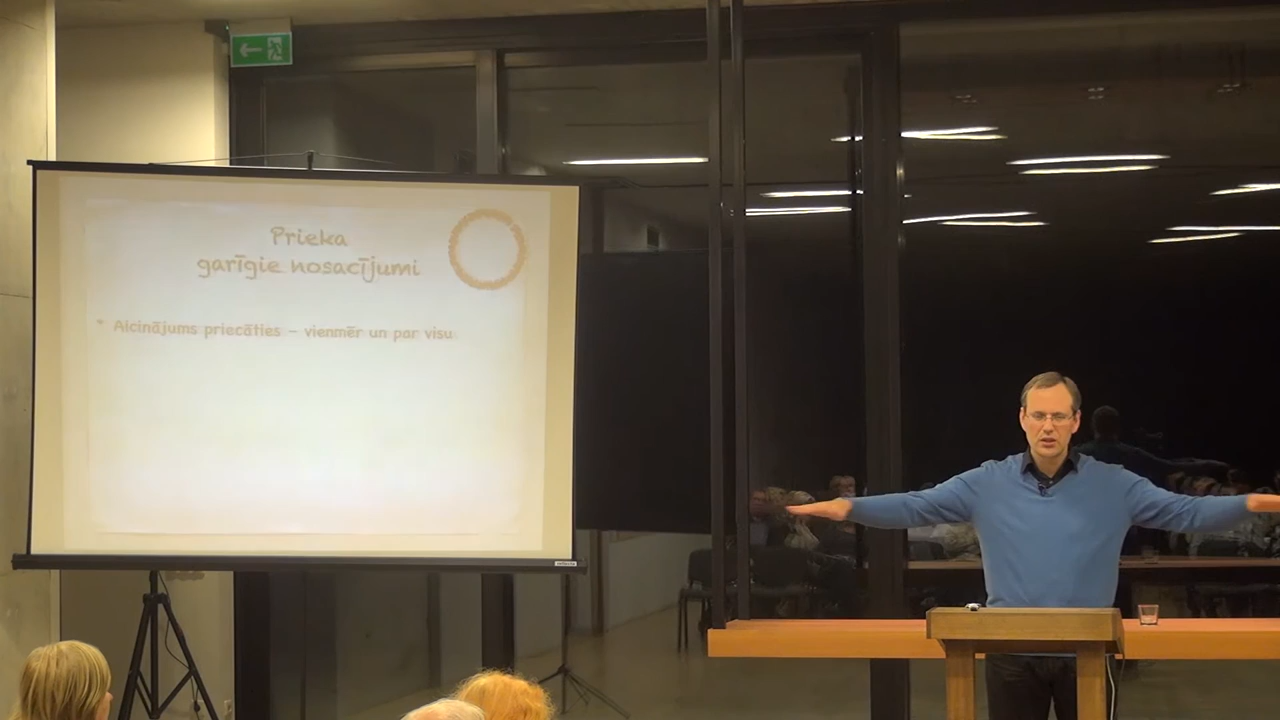 Prieka
garīgie nosacījumi
* Aicinājums priecāties – vienmēr un par visu